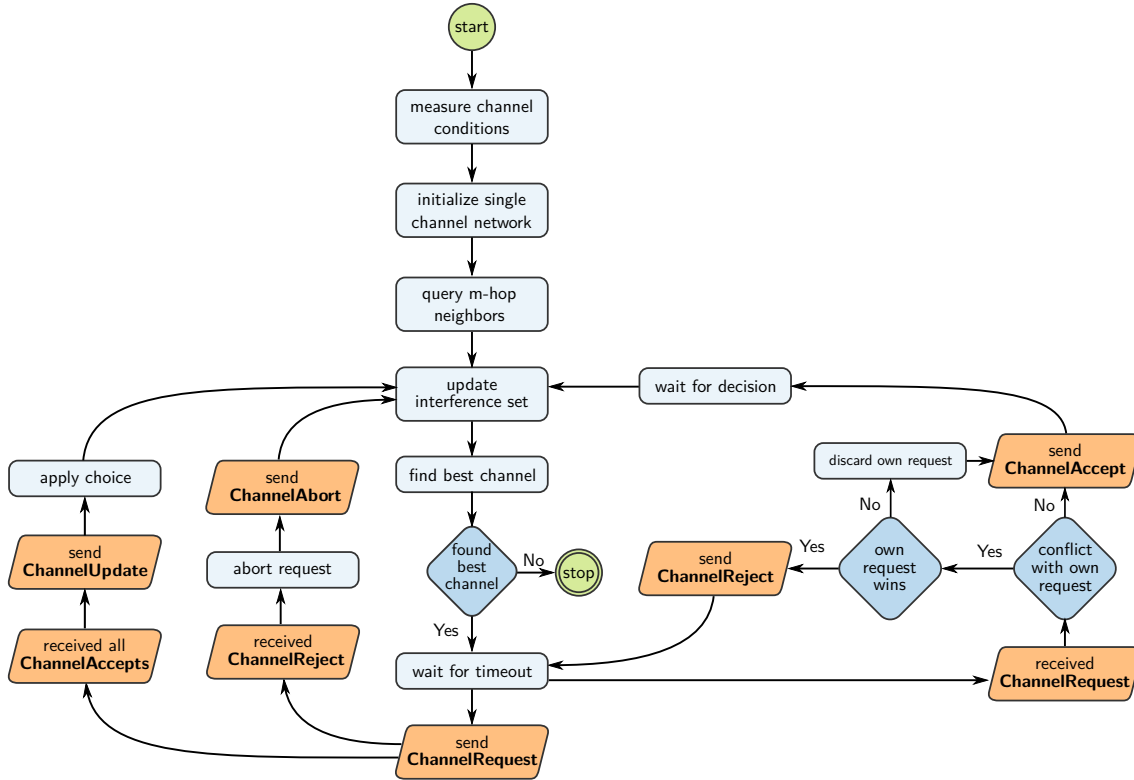 start
measure channel
conditions
initialize single
channel network
query m-hop
neighbors
update
interference set
wait for decision
find best channel
found
best
channel
No
stop
Yes
wait for timeout
send
ChannelRequest
apply choice
send
ChannelUpdate
received all
ChannelAccepts
send
ChannelAbort
abort request
received
ChannelReject
send
ChannelReject
Yes
own
request
wins
No
discard own request
Yes
conflict
with own
request
No
send
ChannelAccept
received
ChannelRequest